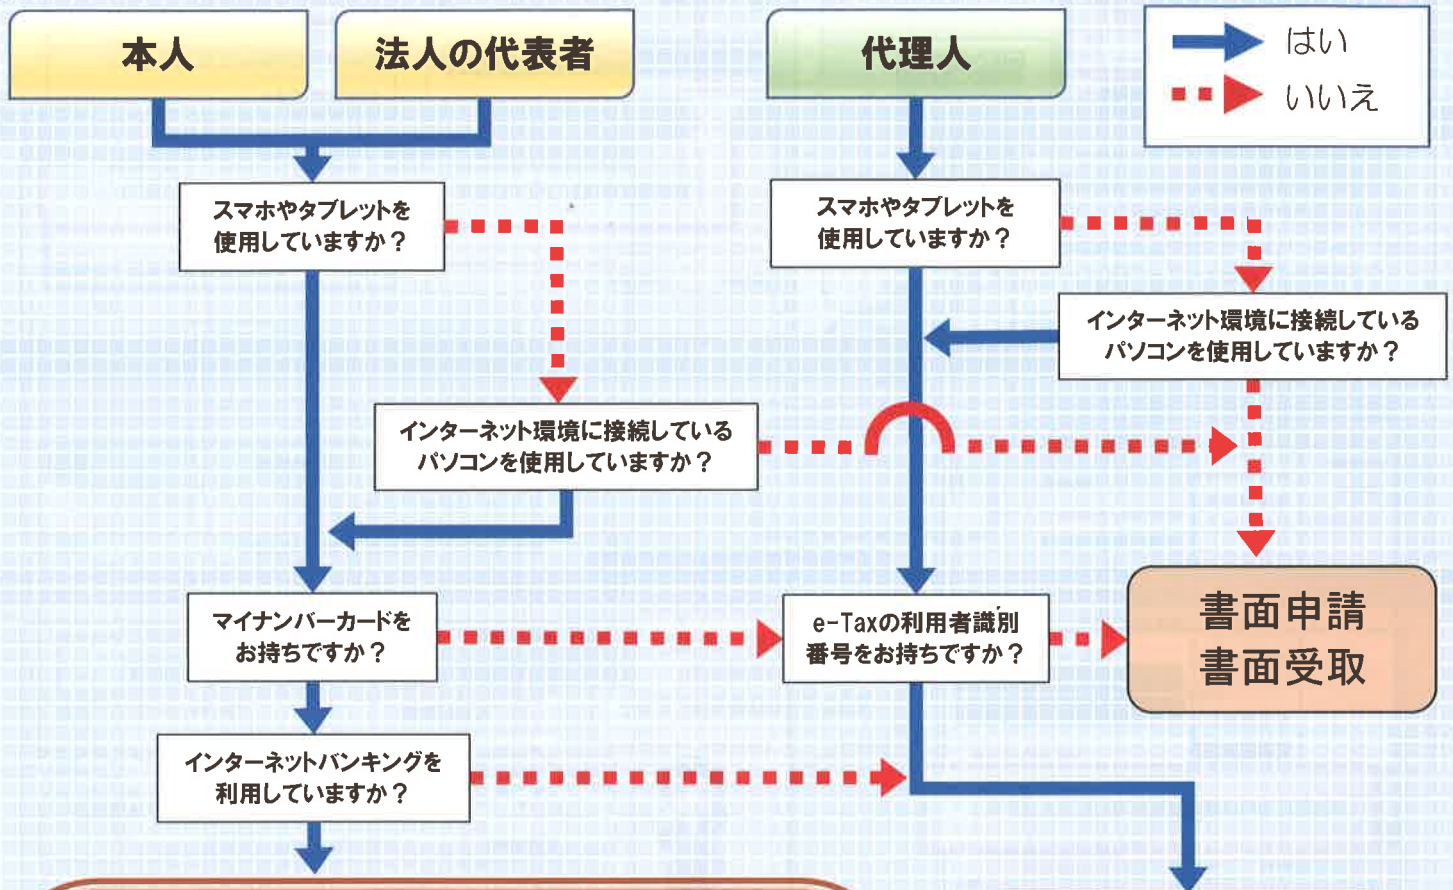 本人
法人の代表者
代理人
はい
いいえ
スマホやタブレットを
使用していますか？
スマホやタブレットを
使用していますか？
インターネット環境に接続している
パソコンを使用していますか？
インターネット環境に接続している
パソコンを使用していますか？
マイナンバーカードを
お持ちですか？
e-Taxの利用者識別
番号をお持ちですか？
書面申請
書面受取
インターネットバンキングを
利用していますか？